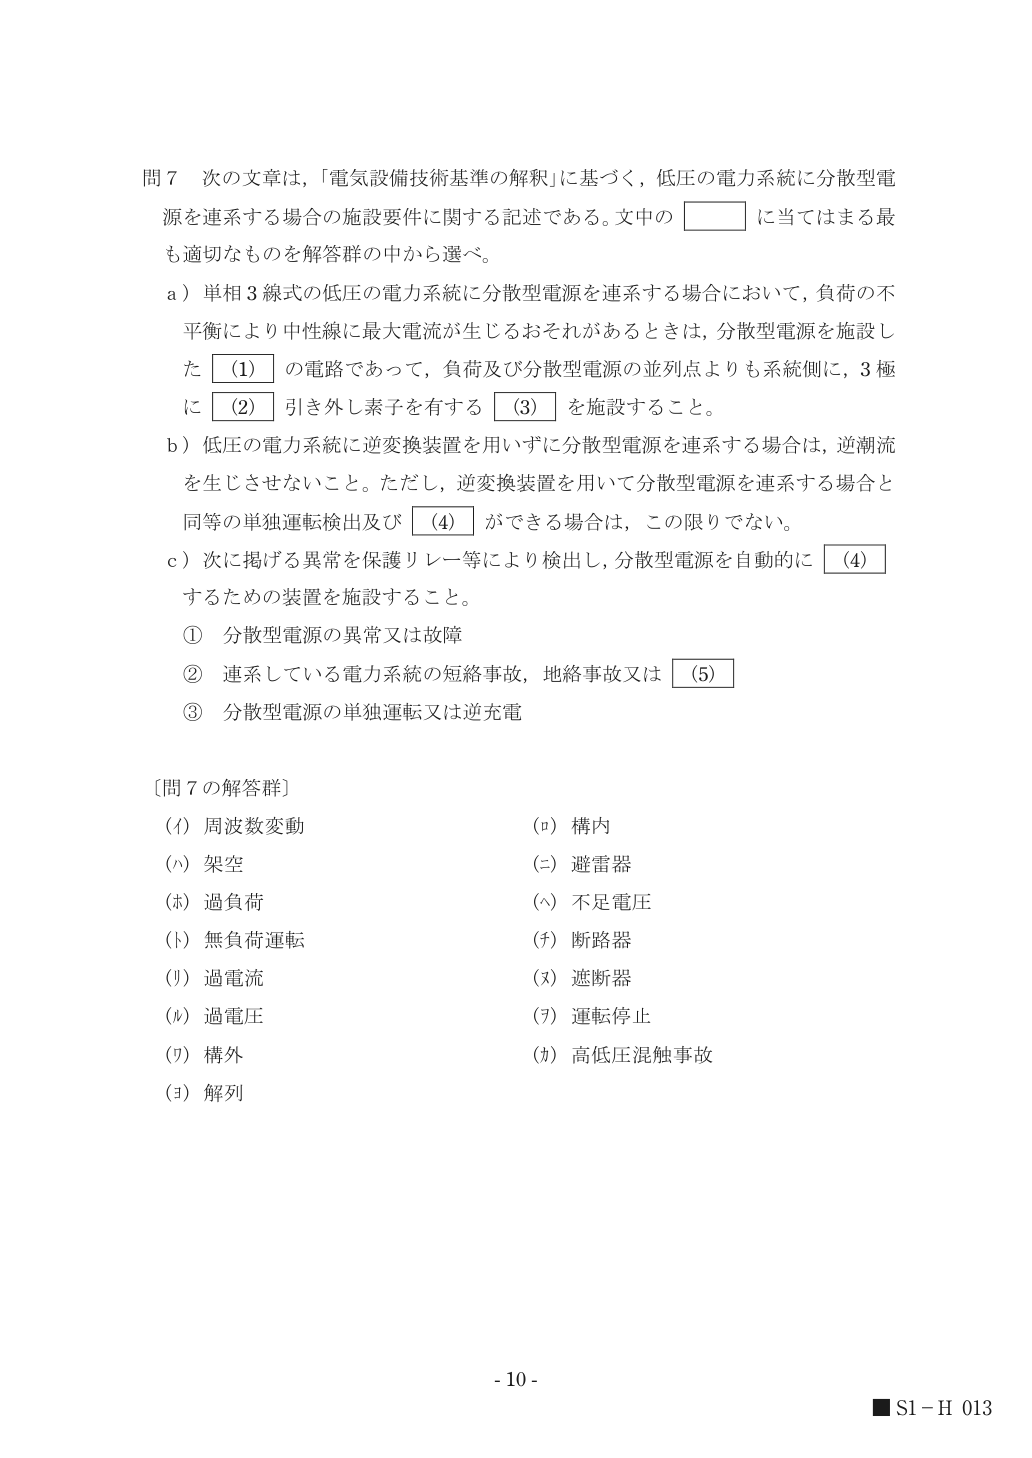 問７　次の文章は，「電気設備技術基準の解釈」に基づく，低圧の電力系統に分散型電
源を連系する場合の施設要件に関する記述である。文中の　　　に当てはまる最
も適切なものを解答群の中から選べ。
ａ）単相３線式の低圧の電力系統に分散型電源を連系する場合において，負荷の不
平衡により中性線に最大電流が生じるおそれがあるときは，分散型電源を施設し
た (1) の電路であって，負荷及び分散型電源の並列点よりも系統側に，３極
に (2) 引き外し素子を有する (3) を施設すること。
ｂ）低圧の電力系統に逆変換装置を用いずに分散型電源を連系する場合は，逆潮流
を生じさせないこと。ただし，逆変換装置を用いて分散型電源を連系する場合と
同等の単独運転検出及び (4) ができる場合は，この限りでない。
ｃ）次に掲げる異常を保護リレー等により検出し，分散型電源を自動的に (4)
するための装置を施設すること。
①　分散型電源の異常又は故障
②　連系している電力系統の短絡事故，地絡事故又は (5)
③　分散型電源の単独運転又は逆充電
〔問７の解答群〕
(イ) 周波数変動　(ロ) 構内
(ハ) 架空　(ニ) 避雷器
(ホ) 過負荷　(ヘ) 不足電圧
(ト) 無負荷運転　(チ) 断路器
(リ) 過電流　(ヌ) 遮断器
(ル) 過電圧　(ヲ) 運転停止
(ワ) 構外　(カ) 高低圧混触事故
(ヨ) 解列
- 10 -
■ S1－H 013